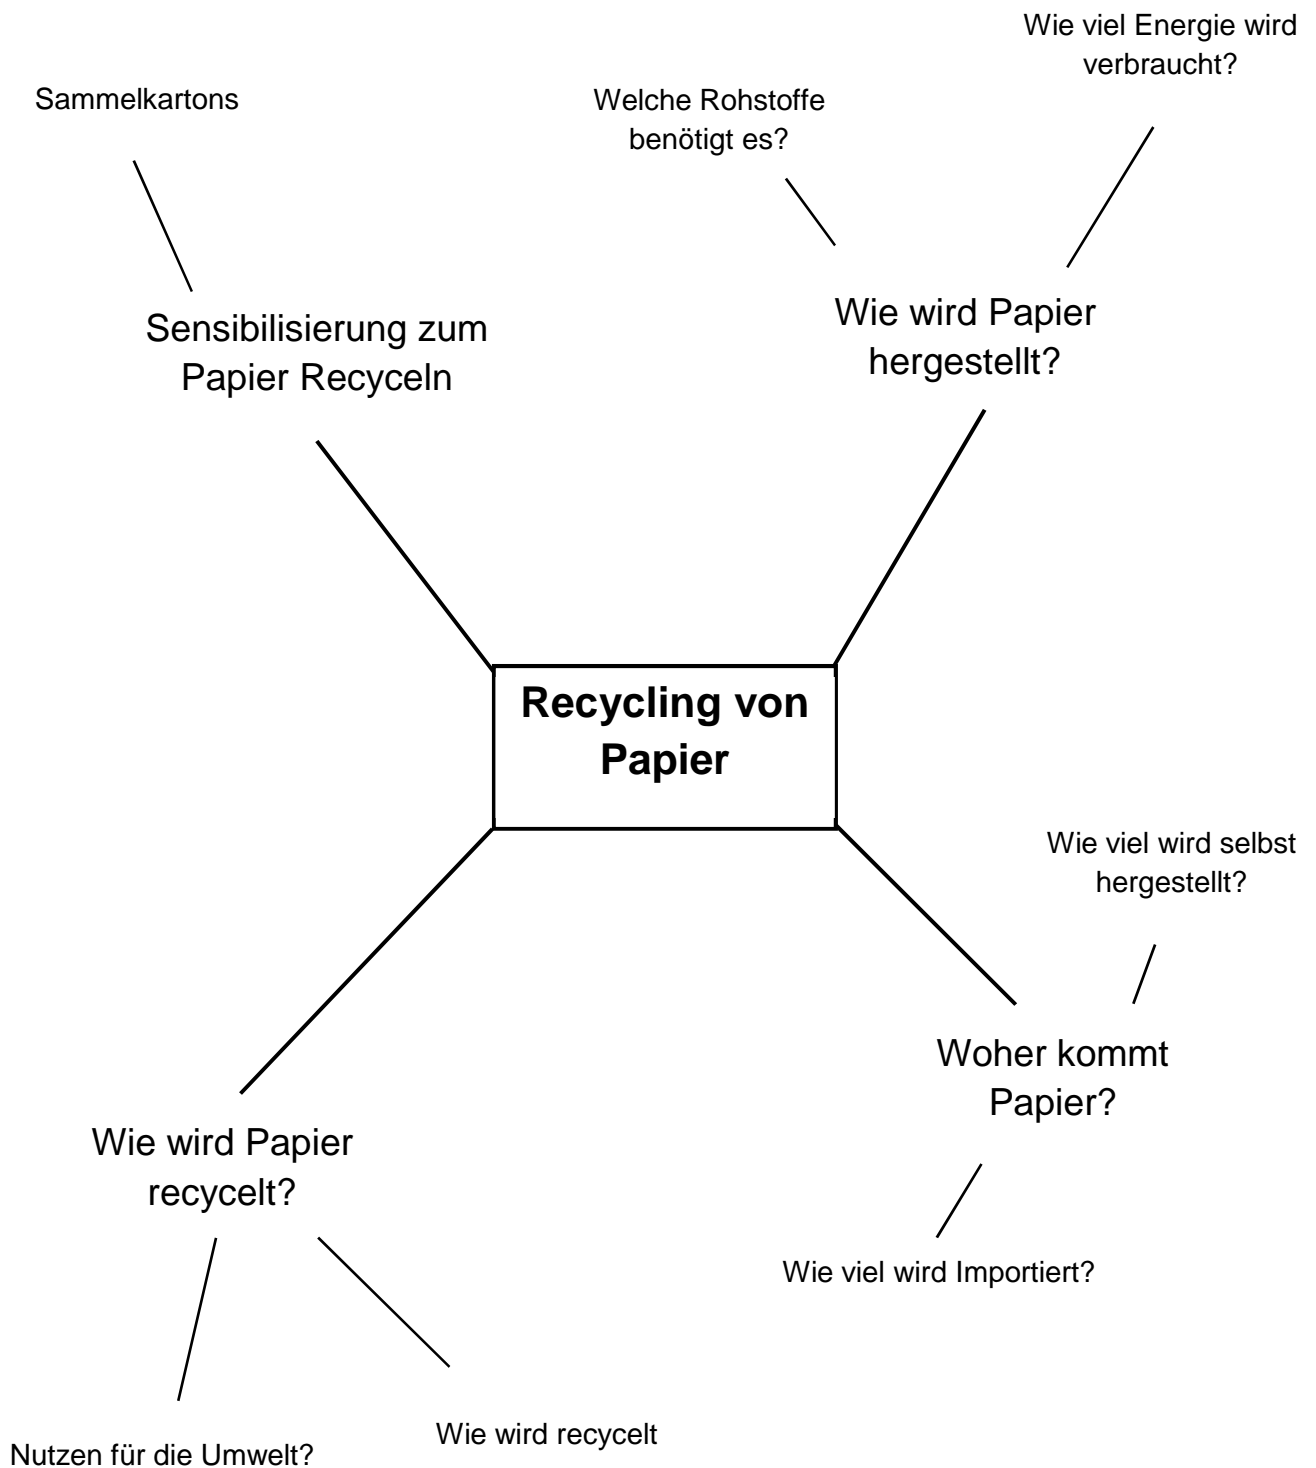 Wie viel Energie wird
verbraucht?
Sammelkartons
Welche Rohstoffe
benötigt es?
Sensibilisierung zum
Papier Recyceln
Wie wird Papier
hergestellt?
Recycling von
Papier
Wie viel wird selbst
hergestellt?
Woher kommt
Papier?
Wie wird Papier
recycelt?
Wie viel wird Importiert?
Nutzen für die Umwelt?
Wie wird recycelt